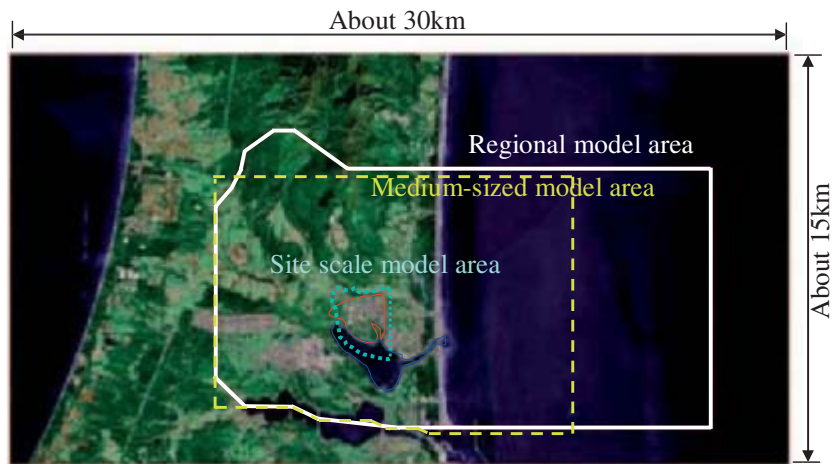 About 30km
Regional model area
Medium-sized model area
Site scale model area
About 15km